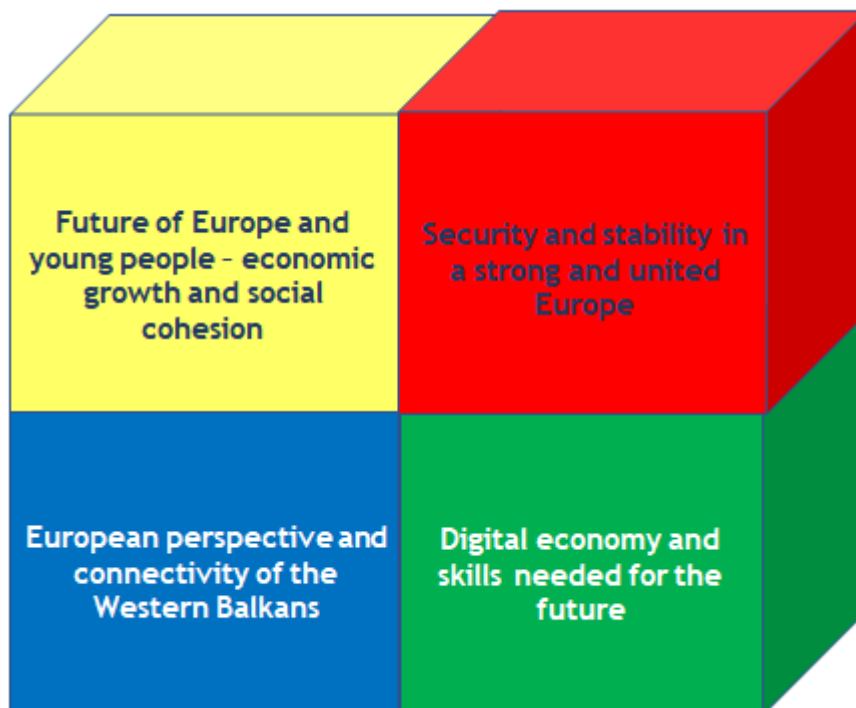 Future of Europe and
young people – economic
growth and social
cohesion
Security and stability in
a strong and united
Europe
European perspective and
connectivity of the
Western Balkans
Digital economy and
skills needed for the
future